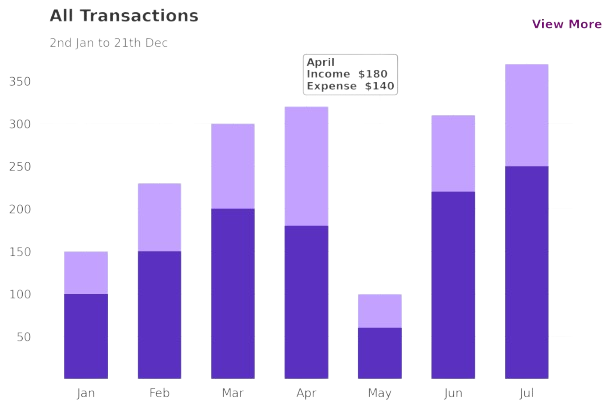 All Transactions
View More
2nd Jan to 21th Dec
April
Income $180
Expense $140
350
300
250
200
150
100
50
Jan Feb Mar Apr May Jun Jul